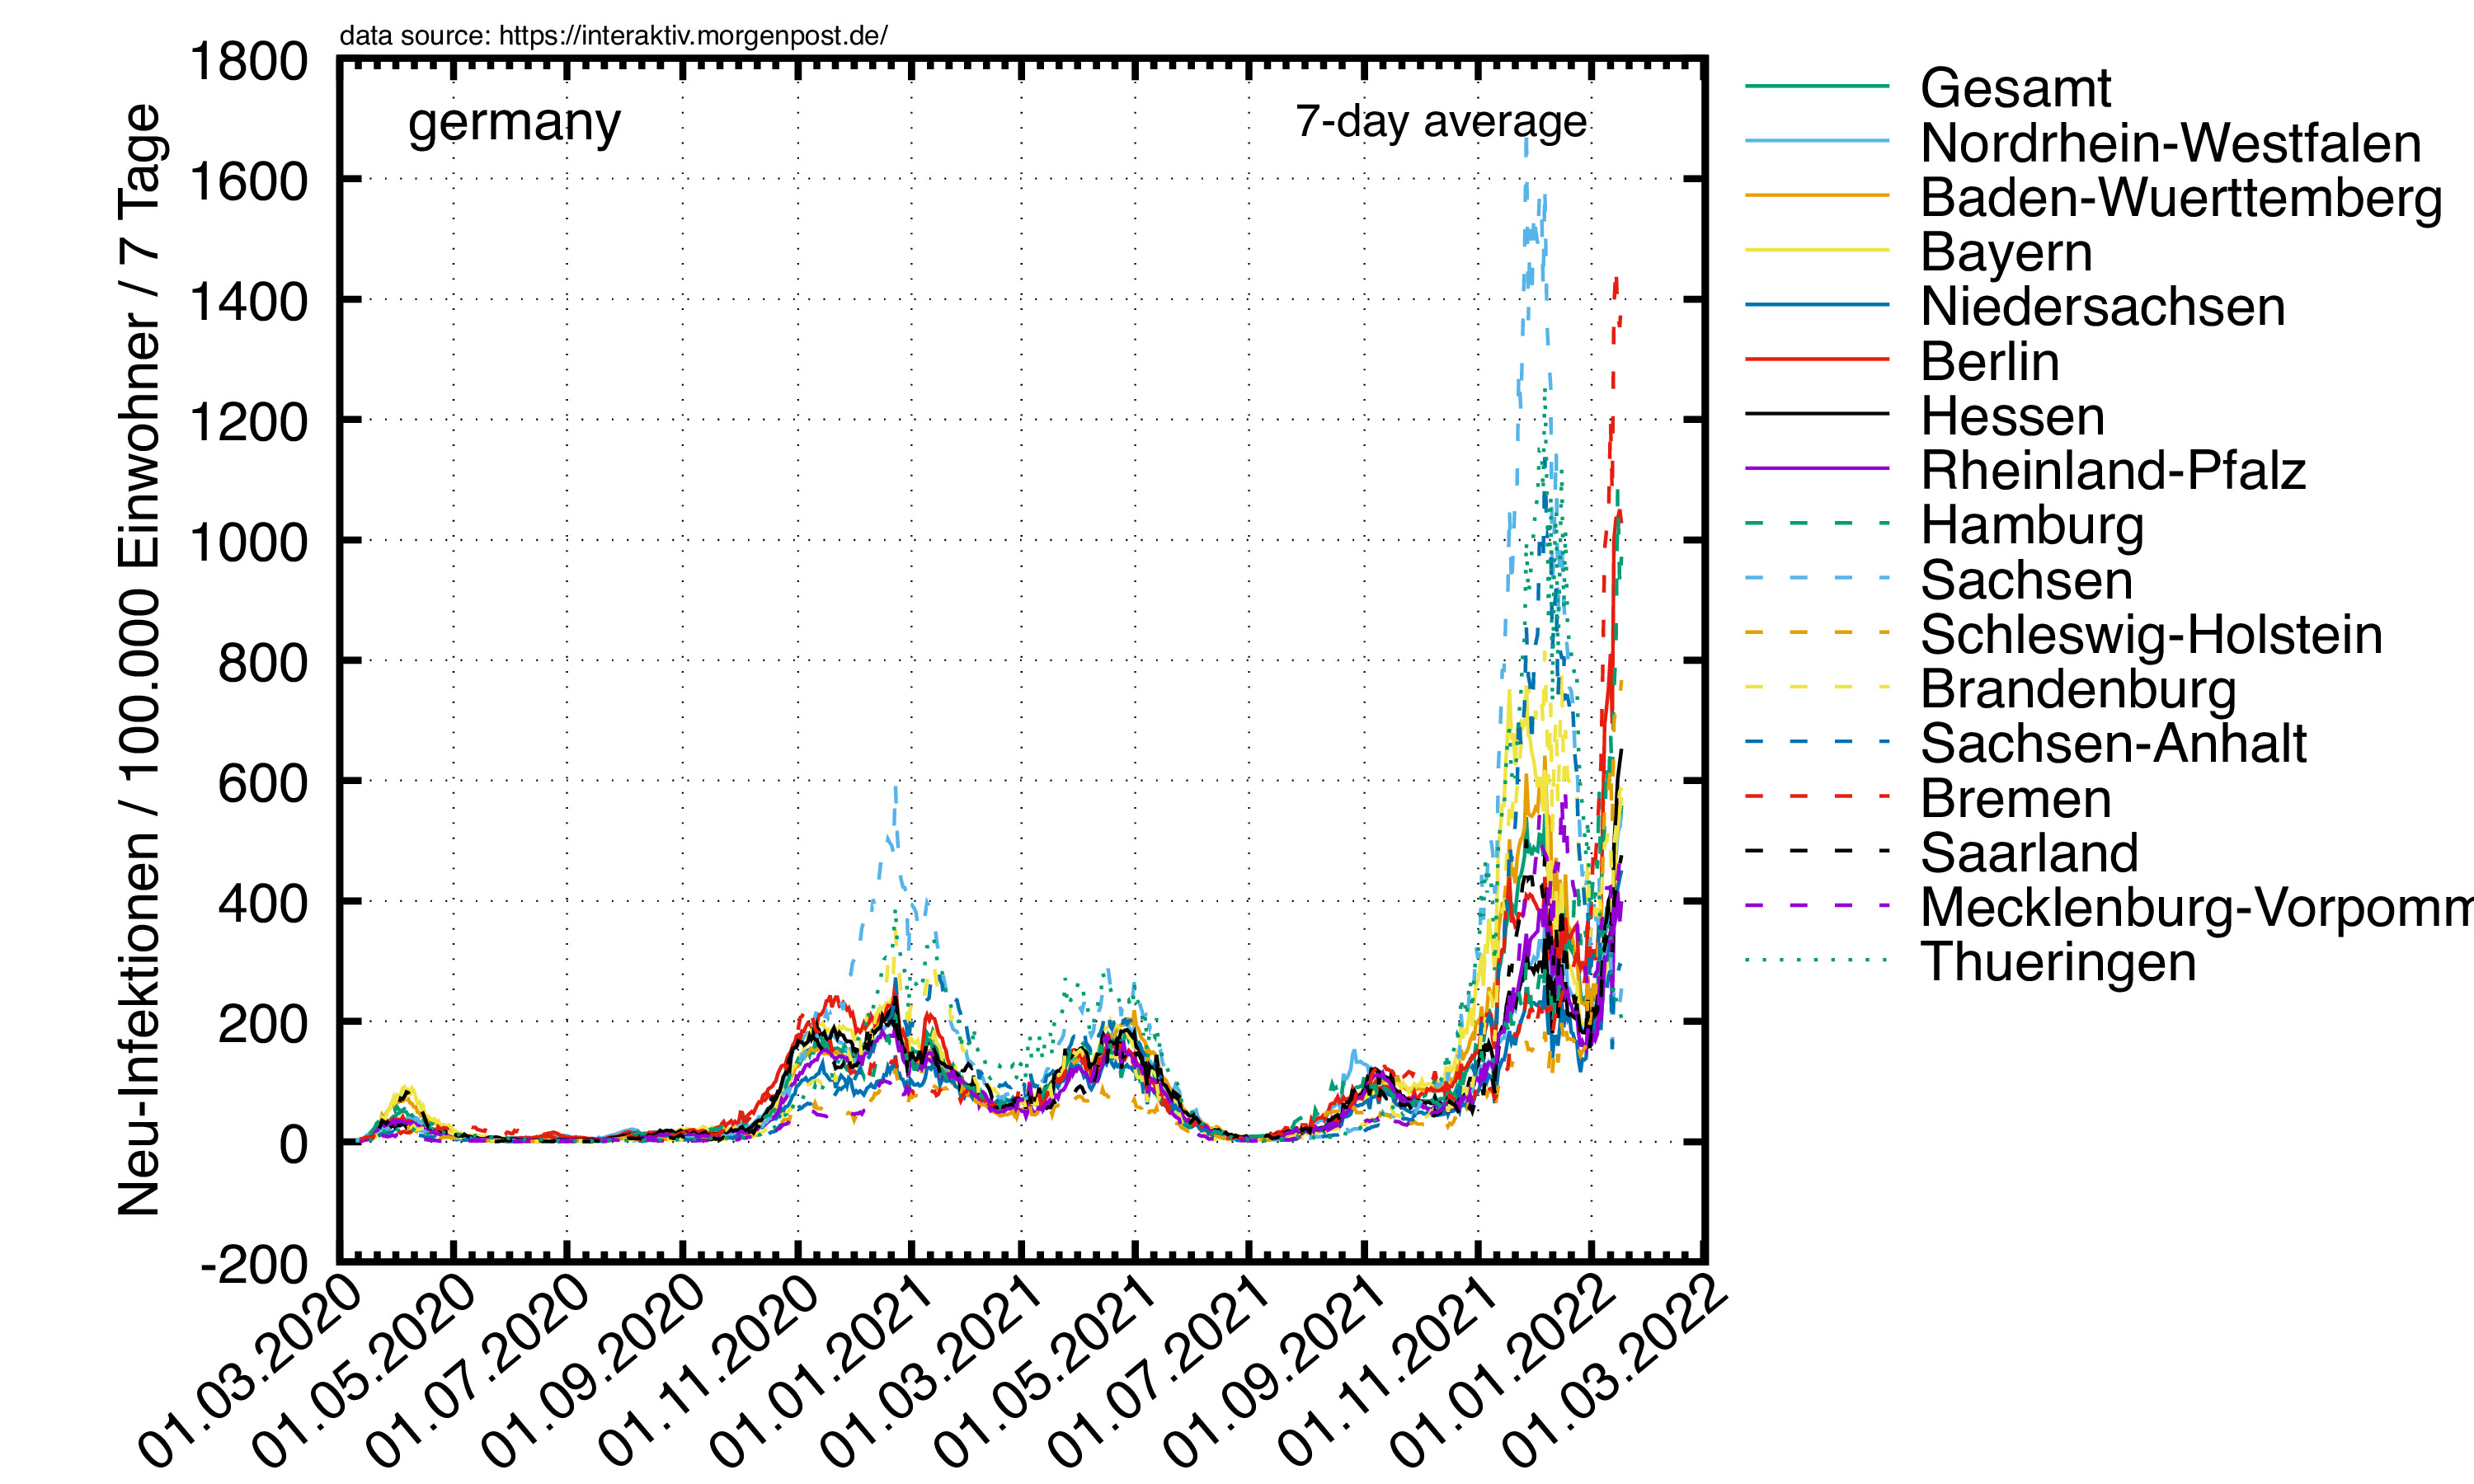 data source: https://interaktiv.morgenpost.de/
germany
7-day average
Neu-Infektionen / 100.000 Einwohner / 7 Tage
1800
1600
1400
1200
1000
800
600
400
200
0
-200
01.03.2020
01.05.2020
01.07.2020
01.09.2020
01.11.2020
01.01.2021
01.03.2021
01.05.2021
01.07.2021
01.09.2021
01.11.2021
01.01.2022
01.03.2022
Gesamt
Nordrhein-Westfalen
Baden-Wuerttemberg
Bayern
Niedersachsen
Berlin
Hessen
Rheinland-Pfalz
Hamburg
Sachsen
Schleswig-Holstein
Brandenburg
Sachsen-Anhalt
Bremen
Saarland
Mecklenburg-Vorpomm
Thueringen